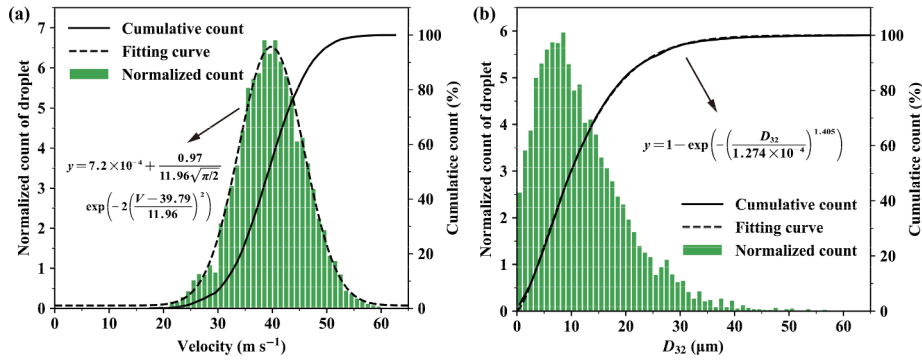 (a)
Cumulative count
Fitting curve
Normalized count
y = 7.2 × 10⁻⁴ + 0.97 / 11.96√(π/2)
exp(−2((V − 39.79) / 11.96)²)
Normalized count of droplet
0 1 2 3 4 5 6 7
Cumulatice count (%)
0 20 40 60 80 100
0 10 20 30 40 50 60
Velocity (m s⁻¹)
(b)
y = 1 − exp(−(D₃₂ / 1.274 × 10⁻⁴)^1.405)
Cumulative count
Fitting curve
Normalized count
Normalized count of droplet
0 1 2 3 4 5 6
Cumulatice count (%)
0 20 40 60 80 100
0 10 20 30 40 50 60
D₃₂ (μm)